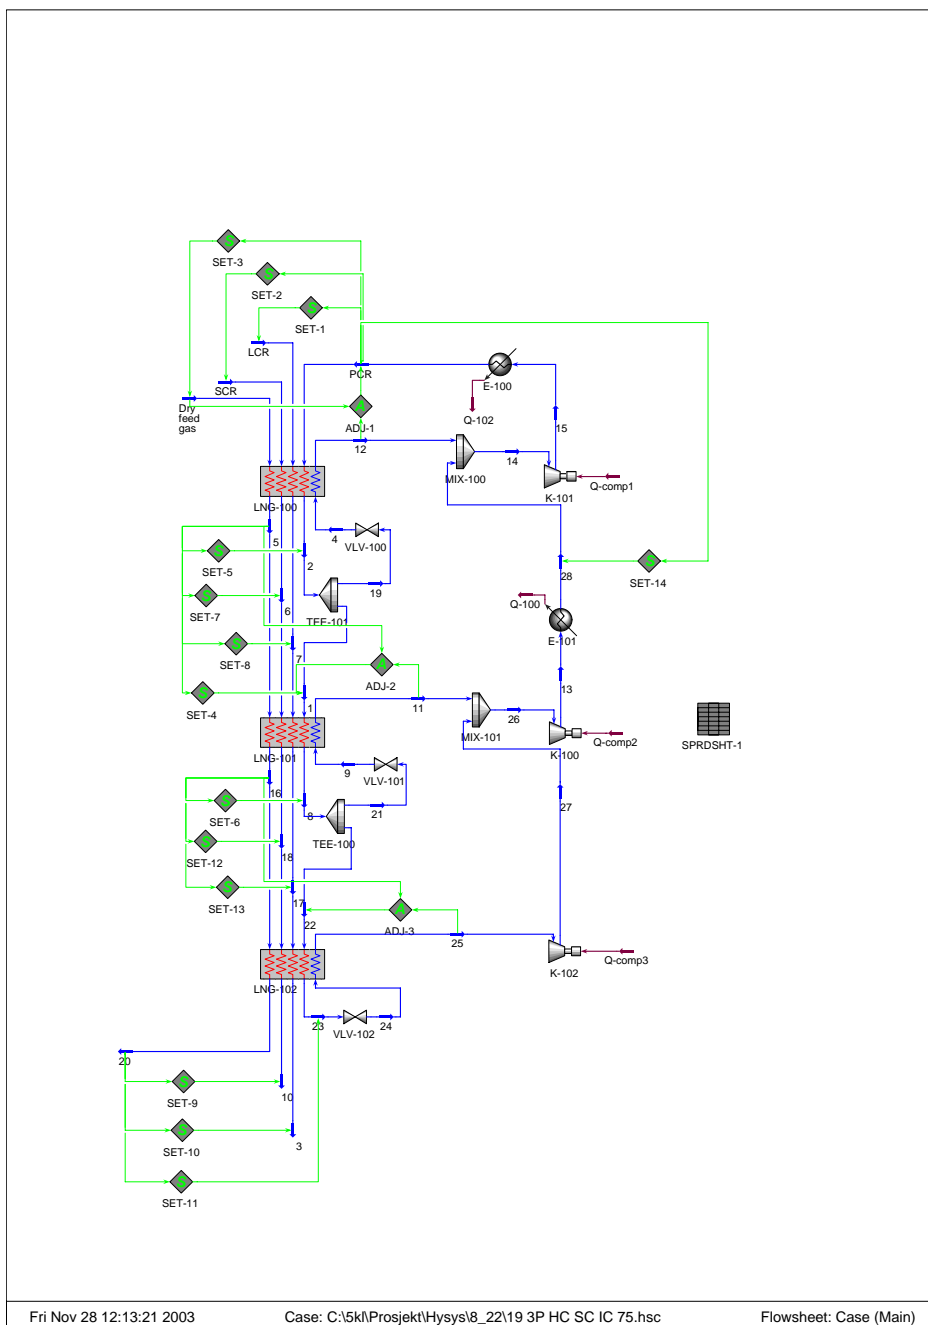 S
SET-3
S
SET-2
S
SET-1
LCR
PCR
SCR
E-100
Dry
feed
gas
A
ADJ-1
Q-102
15
12
14
MIX-100
K-101
Q-comp1
LNG-100
5
4
VLV-100
S
SET-5
2
28
S
SET-14
19
S
SET-7
6
TEE-101
Q-100
E-101
S
SET-8
7
A
ADJ-2
13
S
SET-4
1
11
26
MIX-101
K-100
Q-comp2
SPRDSHT-1
LNG-101
16
9
VLV-101
27
S
SET-6
8
21
TEE-100
S
SET-12
18
S
SET-13
17
22
A
ADJ-3
25
K-102
Q-comp3
LNG-102
23
VLV-102
24
20
S
SET-9
10
S
SET-10
3
S
SET-11
Fri Nov 28 12:13:21 2003 Case: C:\5kl\Prosjekt\Hysys\8_22\19 3P HC SC IC 75.hsc Flowsheet: Case (Main)